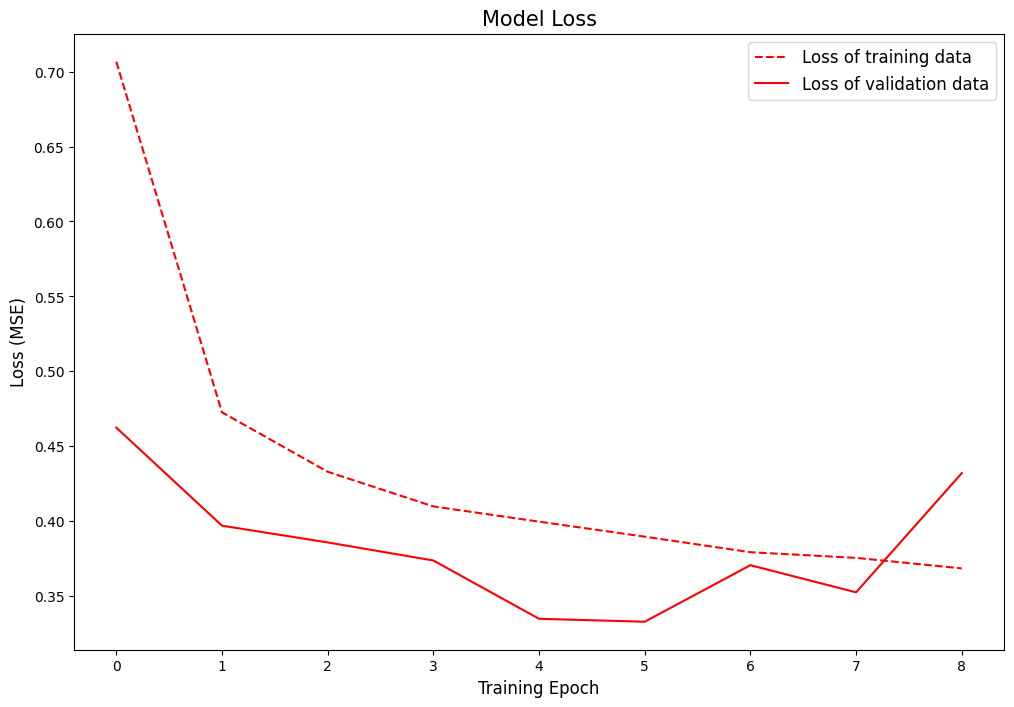 Model Loss
Loss of training data
Loss of validation data
Loss (MSE)
0.70
0.65
0.60
0.55
0.50
0.45
0.40
0.35
0 1 2 3 4 5 6 7 8
Training Epoch